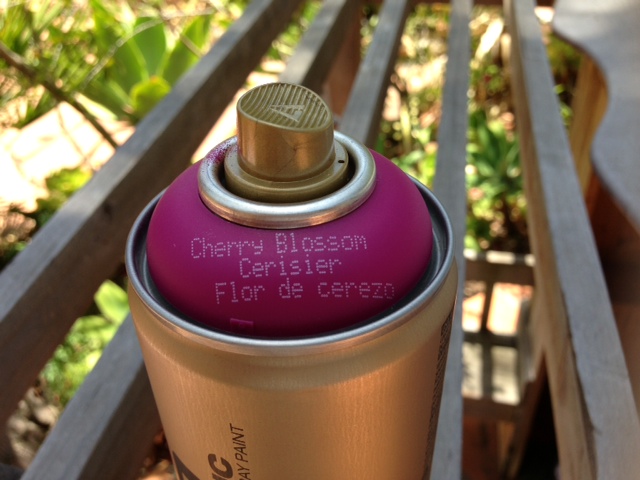 Cherry Blossom
Cerisier
Flor de cerezo
PAINT